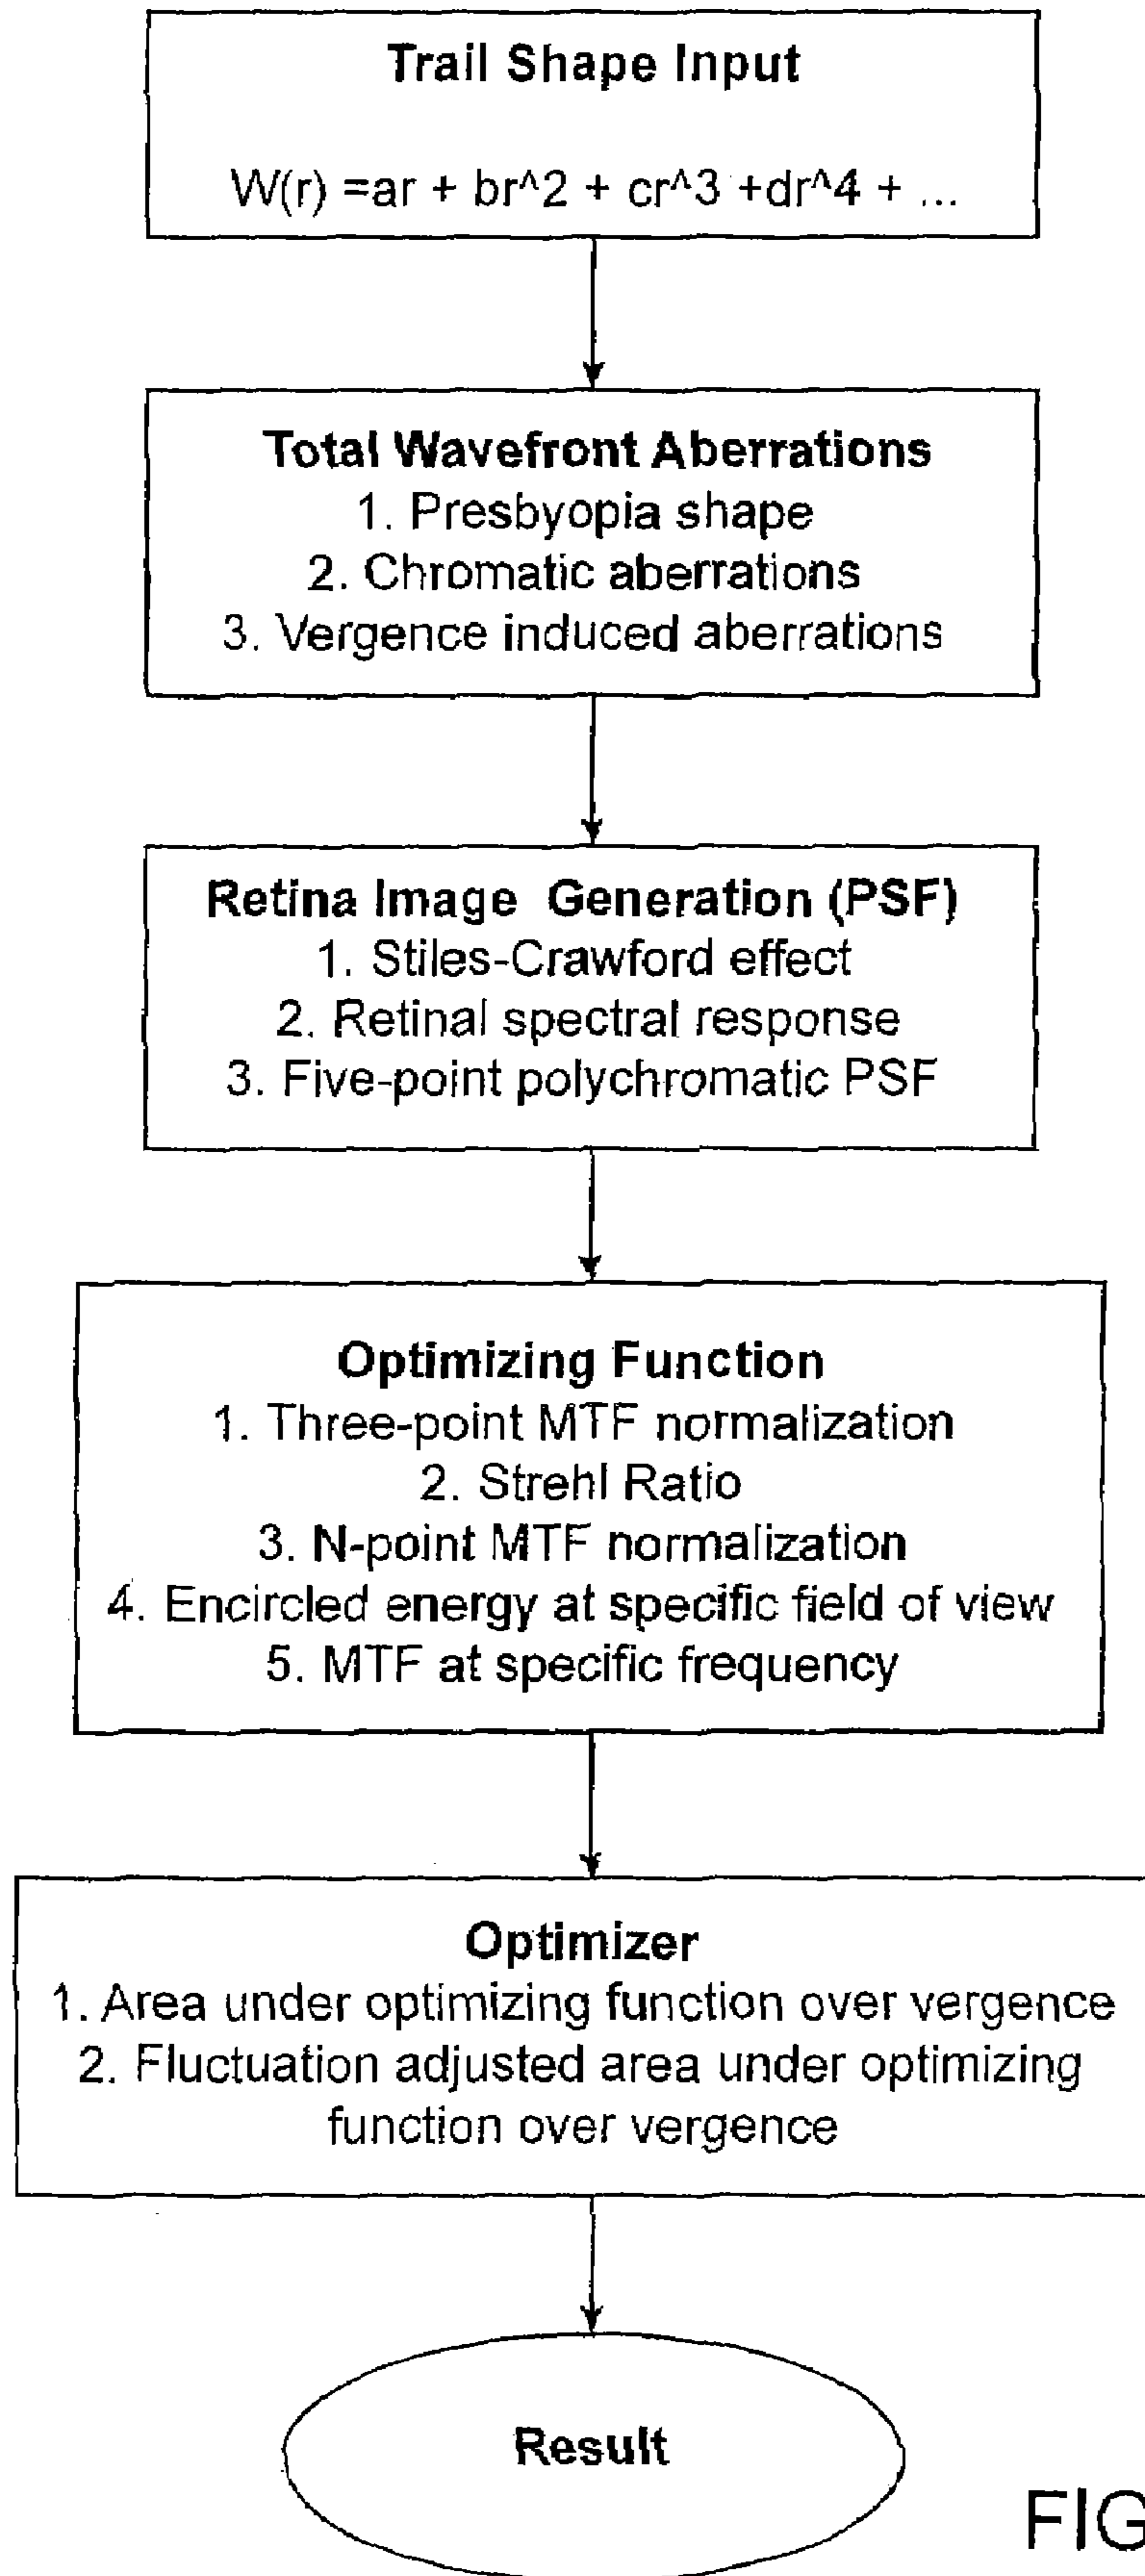 Trail Shape Input
W(r) =ar + br^2 + cr^3 +dr^4 + ...
Total Wavefront Aberrations
1. Presbyopia shape
2. Chromatic aberrations
3. Vergence induced aberrations
Retina Image Generation (PSF)
1. Stiles-Crawford effect
2. Retinal spectral response
3. Five-point polychromatic PSF
Optimizing Function
1. Three-point MTF normalization
2. Strehl Ratio
3. N-point MTF normalization
4. Encircled energy at specific field of view
5. MTF at specific frequency
Optimizer
1. Area under optimizing function over vergence
2. Fluctuation adjusted area under optimizing
function over vergence
Result
FIG